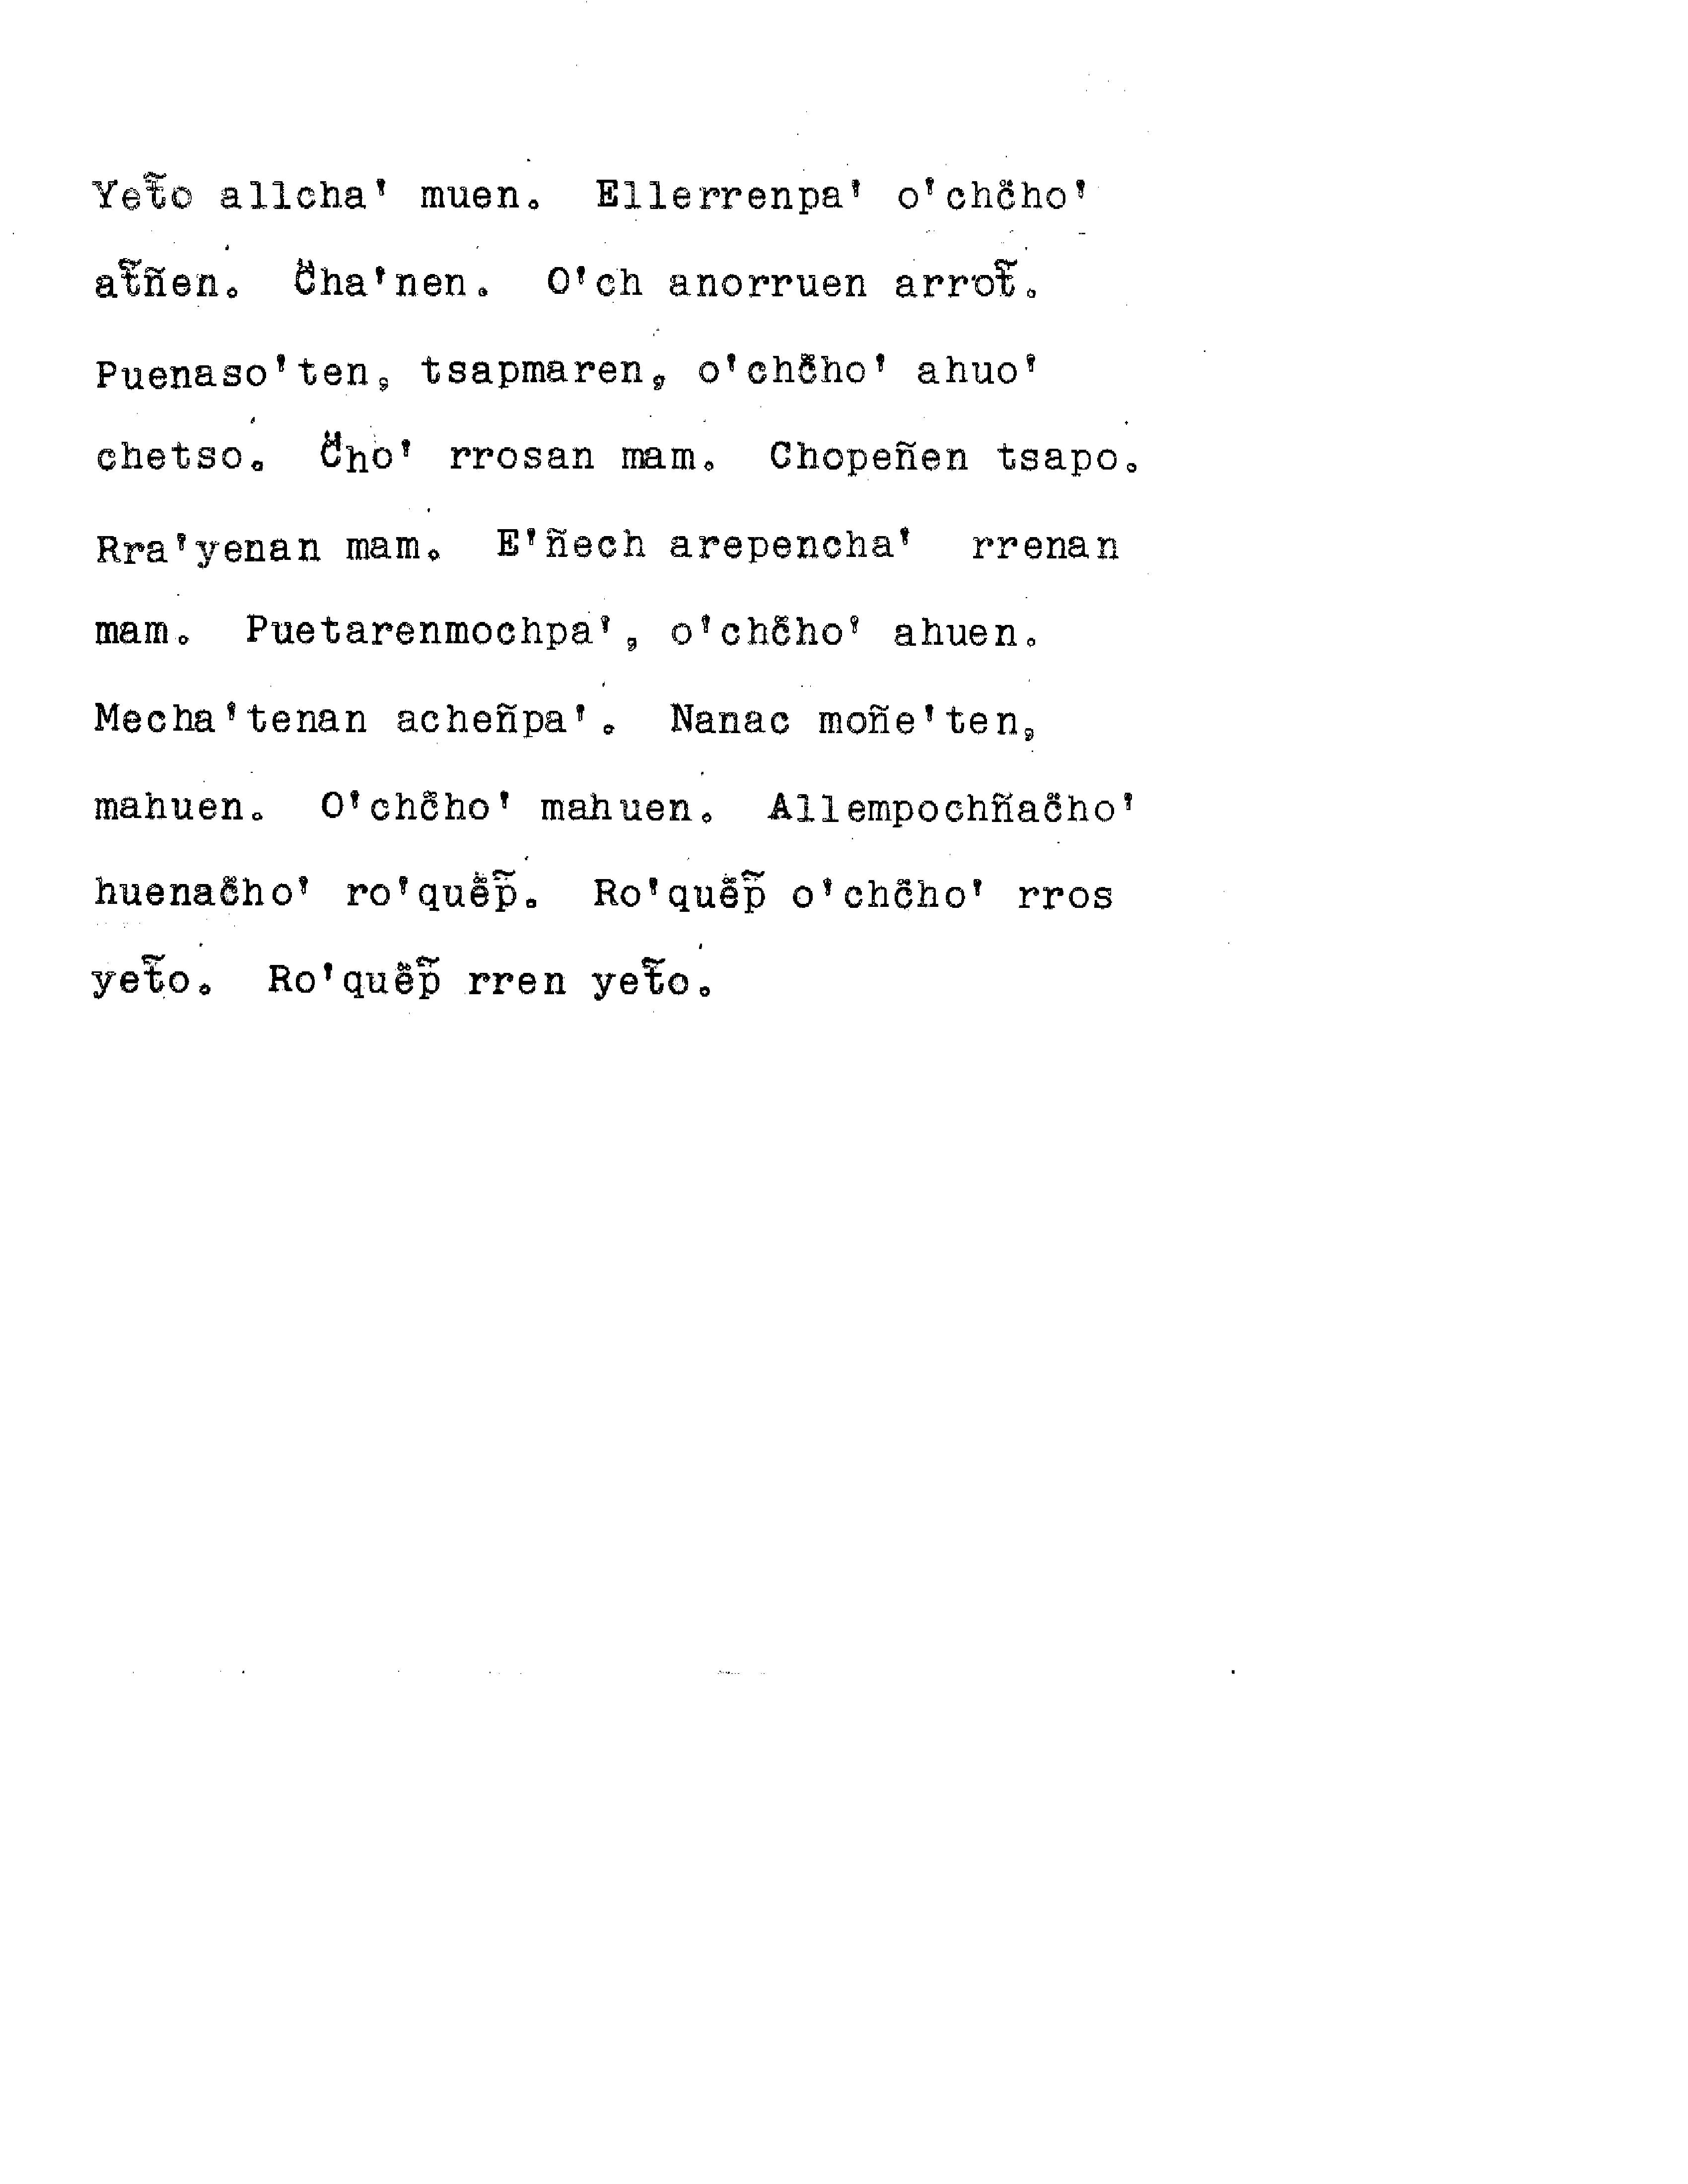 Yet̃o allcha' muen. Ellerrenpa' o'chc̈ho'
at̃ñen. C̈ha'nen. O'ch anorruen arrot̃.
Puenaso'ten, tsapmaren, o'chc̈ho' ahuo'
chetso. C̈ho' rrosan mam. Chopeñen tsapo.
Rra'yenan mam. E'ñech arepencha' rrenan
mam. Puetarenmochpa', o'chc̈ho' ahuen.
Mecha'tenan acheñpa'. Nanac moñe'ten,
mahuen. O'chc̈ho' mahuen. Allempochñac̈ho'
huenac̈ho' ro'quëp̃. Ro'quëp̃ o'chc̈ho' rros
yet̃o. Ro'quëp̃ rren yet̃o.